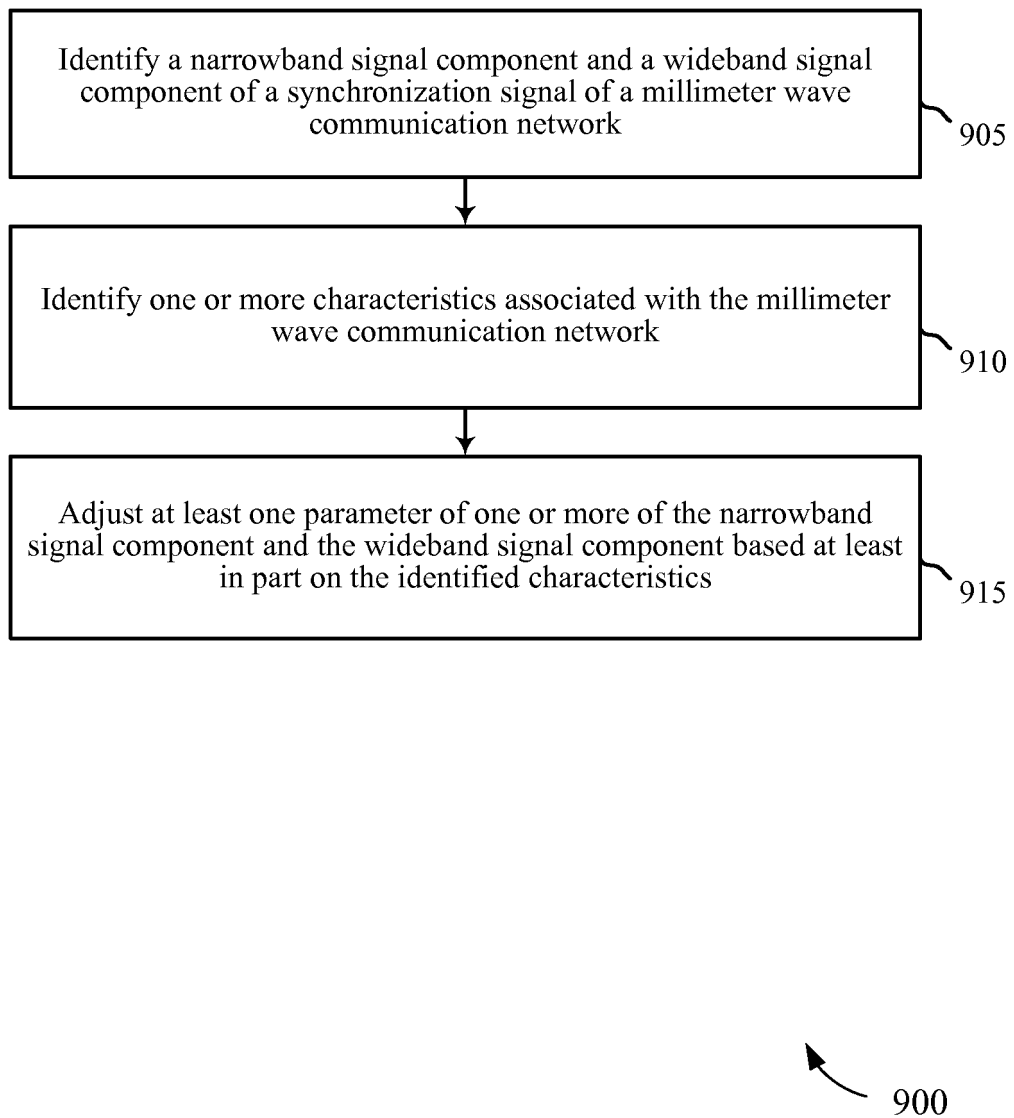 Identify a narrowband signal component and a wideband signal
component of a synchronization signal of a millimeter wave
communication network
905
Identify one or more characteristics associated with the millimeter
wave communication network
910
Adjust at least one parameter of one or more of the narrowband
signal component and the wideband signal component based at least
in part on the identified characteristics
915
900